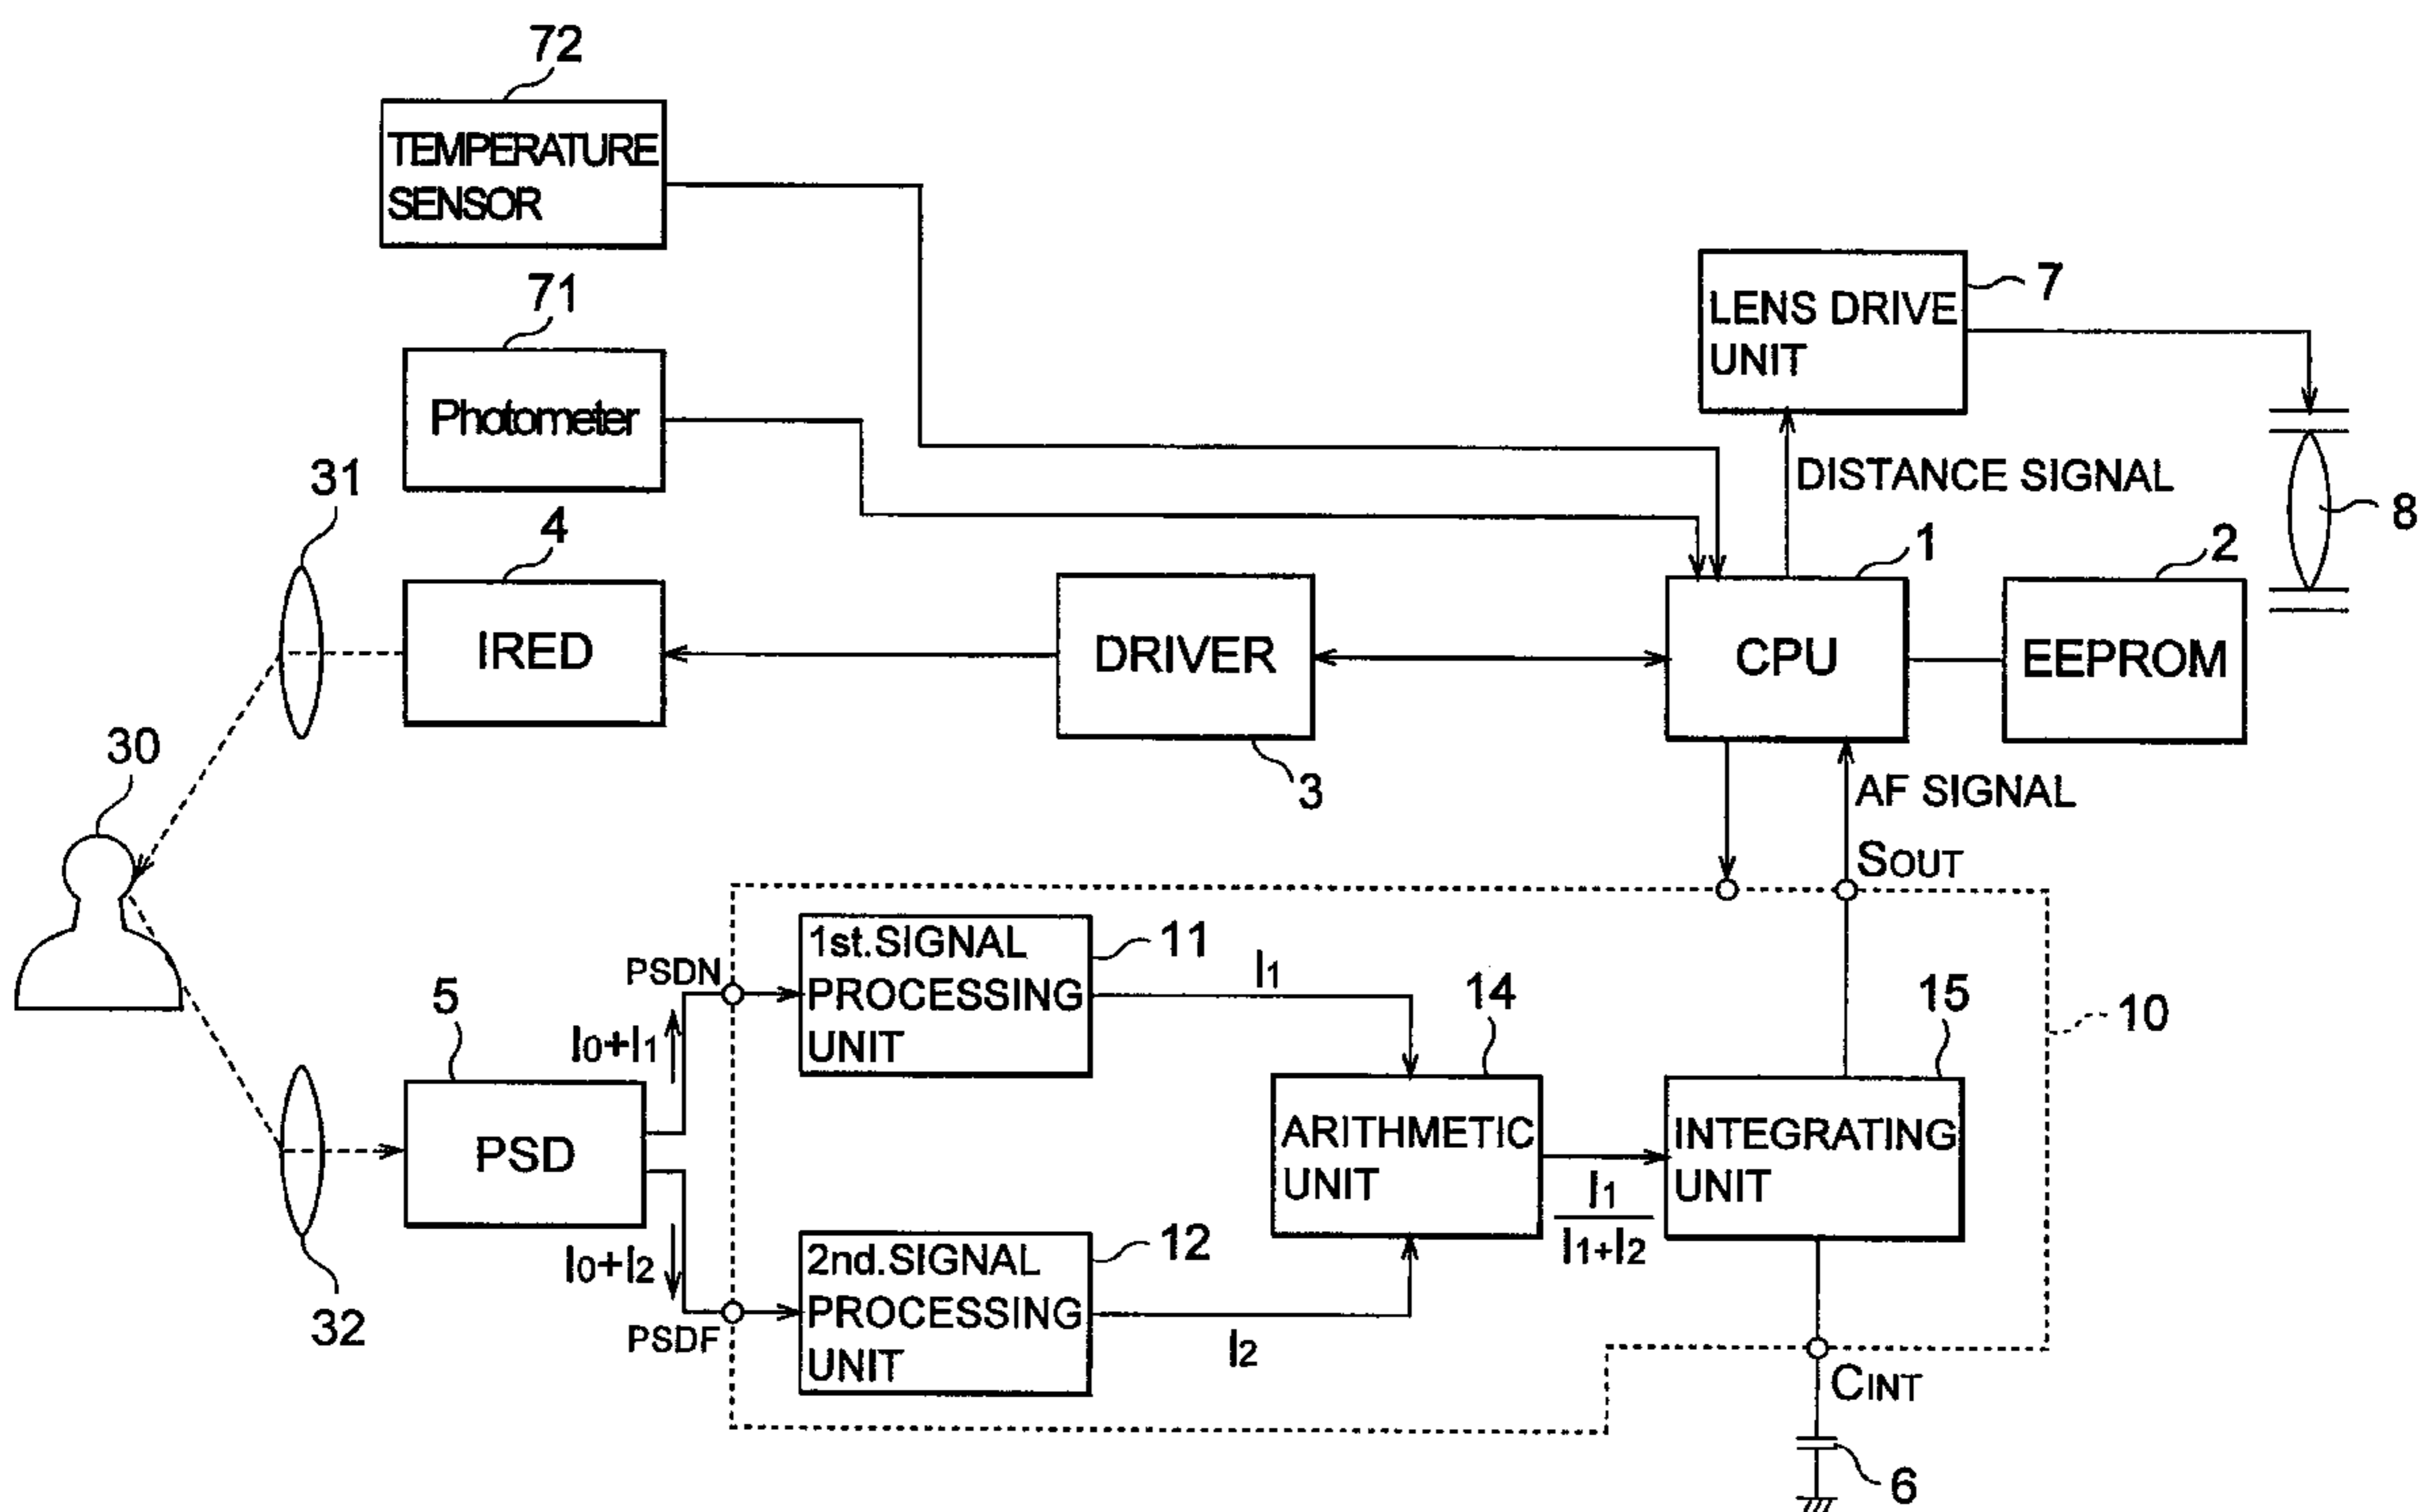 72
TEMPERATURE
SENSOR
71
Photometer
7
LENS DRIVE
UNIT
DISTANCE SIGNAL
8
31
4
IRED
DRIVER
3
1
CPU
2
EEPROM
30
AF SIGNAL
SOUT
5
PSD
I0+I1
I0+I2
PSDN
PSDF
1st.SIGNAL
PROCESSING
UNIT
11
I1
2nd.SIGNAL
PROCESSING
UNIT
12
I2
14
ARITHMETIC
UNIT
I1
I1+I2
15
INTEGRATING
UNIT
10
CINT
6
32